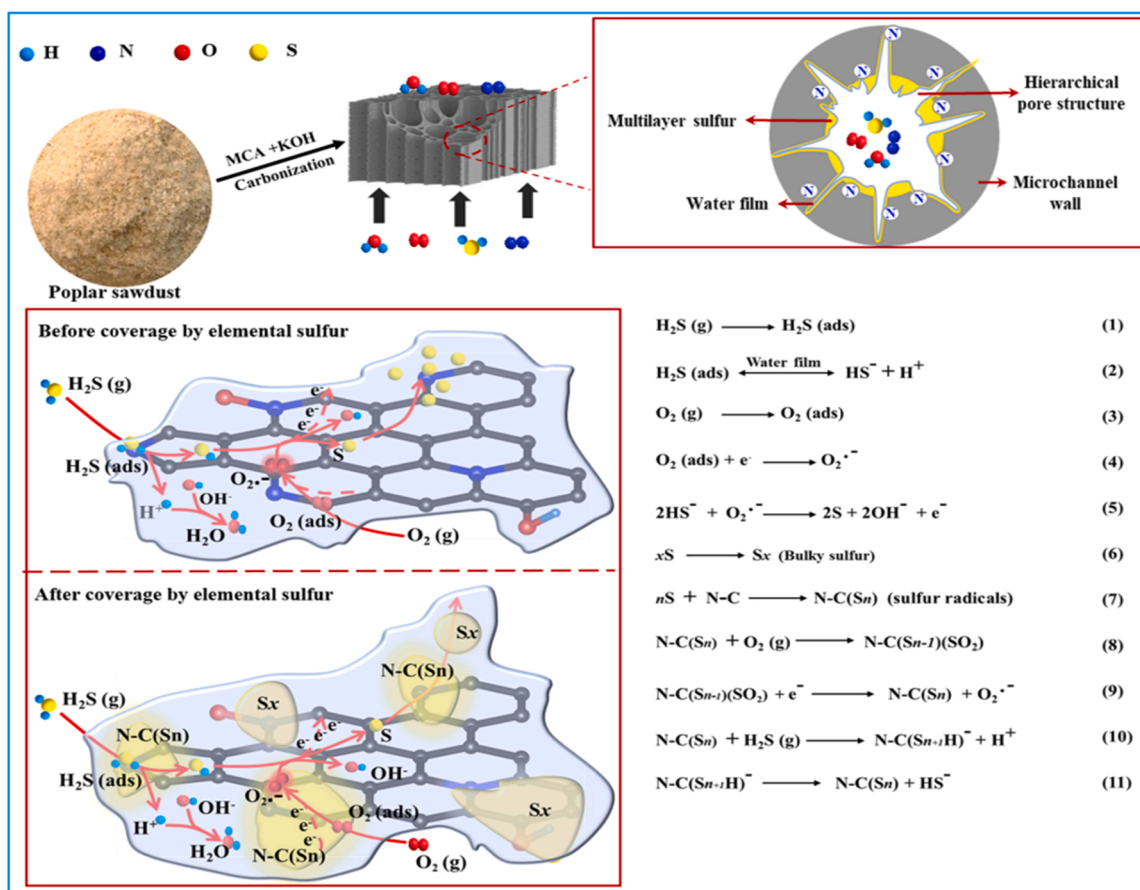 H N O S
MCA +KOH
Carbonization
Poplar sawdust
N N N N N N N N N N
Multilayer sulfur
Water film
Hierarchical
pore structure
Microchannel
wall
Before coverage by elemental sulfur
H₂S (g)
H₂S (ads)
H⁺
OH⁻
H₂O
O₂•⁻
O₂ (ads)
O₂ (g)
S
e⁻
e⁻
e⁻
After coverage by elemental sulfur
H₂S (g)
N-C(Sn)
H₂S (ads)
H⁺
OH⁻
H₂O
Sx
O₂•⁻
e⁻ e⁻ e⁻
S
OH⁻
N-C(Sn)
Sx
O₂ (ads)
e⁻
e⁻
e⁻
N-C(Sn)
O₂ (g)
Sx
H₂S (g) ⟶ H₂S (ads) (1)
H₂S (ads) ⟷ Water film HS⁻ + H⁺ (2)
O₂ (g) ⟶ O₂ (ads) (3)
O₂ (ads) + e⁻ ⟶ O₂•⁻ (4)
2HS⁻ + O₂•⁻ ⟶ 2S + 2OH⁻ + e⁻ (5)
xS ⟶ Sx (Bulky sulfur) (6)
nS + N-C ⟶ N-C(Sn) (sulfur radicals) (7)
N-C(Sn) + O₂ (g) ⟶ N-C(Sn-1)(SO₂) (8)
N-C(Sn-1)(SO₂) + e⁻ ⟶ N-C(Sn) + O₂•⁻ (9)
N-C(Sn) + H₂S (g) ⟶ N-C(Sn+1H)⁻ + H⁺ (10)
N-C(Sn+1H)⁻ ⟶ N-C(Sn) + HS⁻ (11)